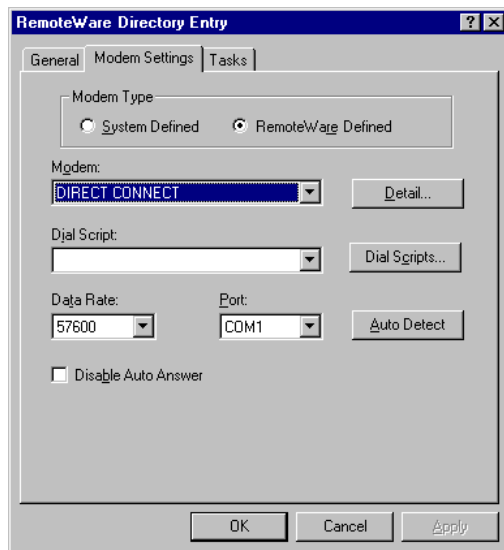 RemoteWare Directory Entry
General Modem Settings Tasks
Modem Type
System Defined RemoteWare Defined
Modem:
DIRECT CONNECT Detail...
Dial Script:
Dial Scripts...
Data Rate: Port:
57600 COM1 Auto Detect
Disable Auto Answer
OK Cancel Apply